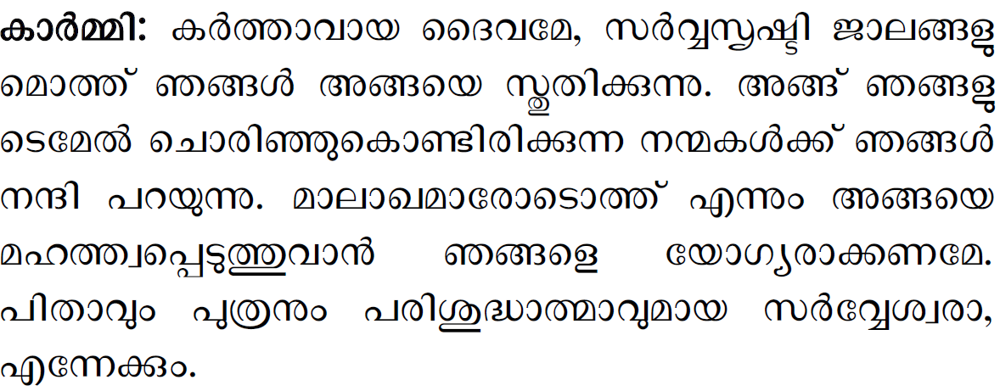 കാർമ്മി: കർത്താവായ ദൈവമേ, സർവ്വസൃഷ്ടി ജാലങ്ങളു
മൊത്ത് ഞങ്ങൾ അങ്ങയെ സ്തുതിക്കുന്നു. അങ്ങ് ഞങ്ങളു
ടെമേൽ ചൊരിഞ്ഞുകൊണ്ടിരിക്കുന്ന നന്മകൾക്ക് ഞങ്ങൾ
നന്ദി പറയുന്നു. മാലാഖമാരോടൊത്ത് എന്നും അങ്ങയെ
മഹത്ത്വപ്പെടുത്തുവാൻ ഞങ്ങളെ യോഗ്യരാക്കണമേ.
പിതാവും പുത്രനും പരിശുദ്ധാത്മാവുമായ സർവ്വേശ്വരാ,
എന്നേക്കും.